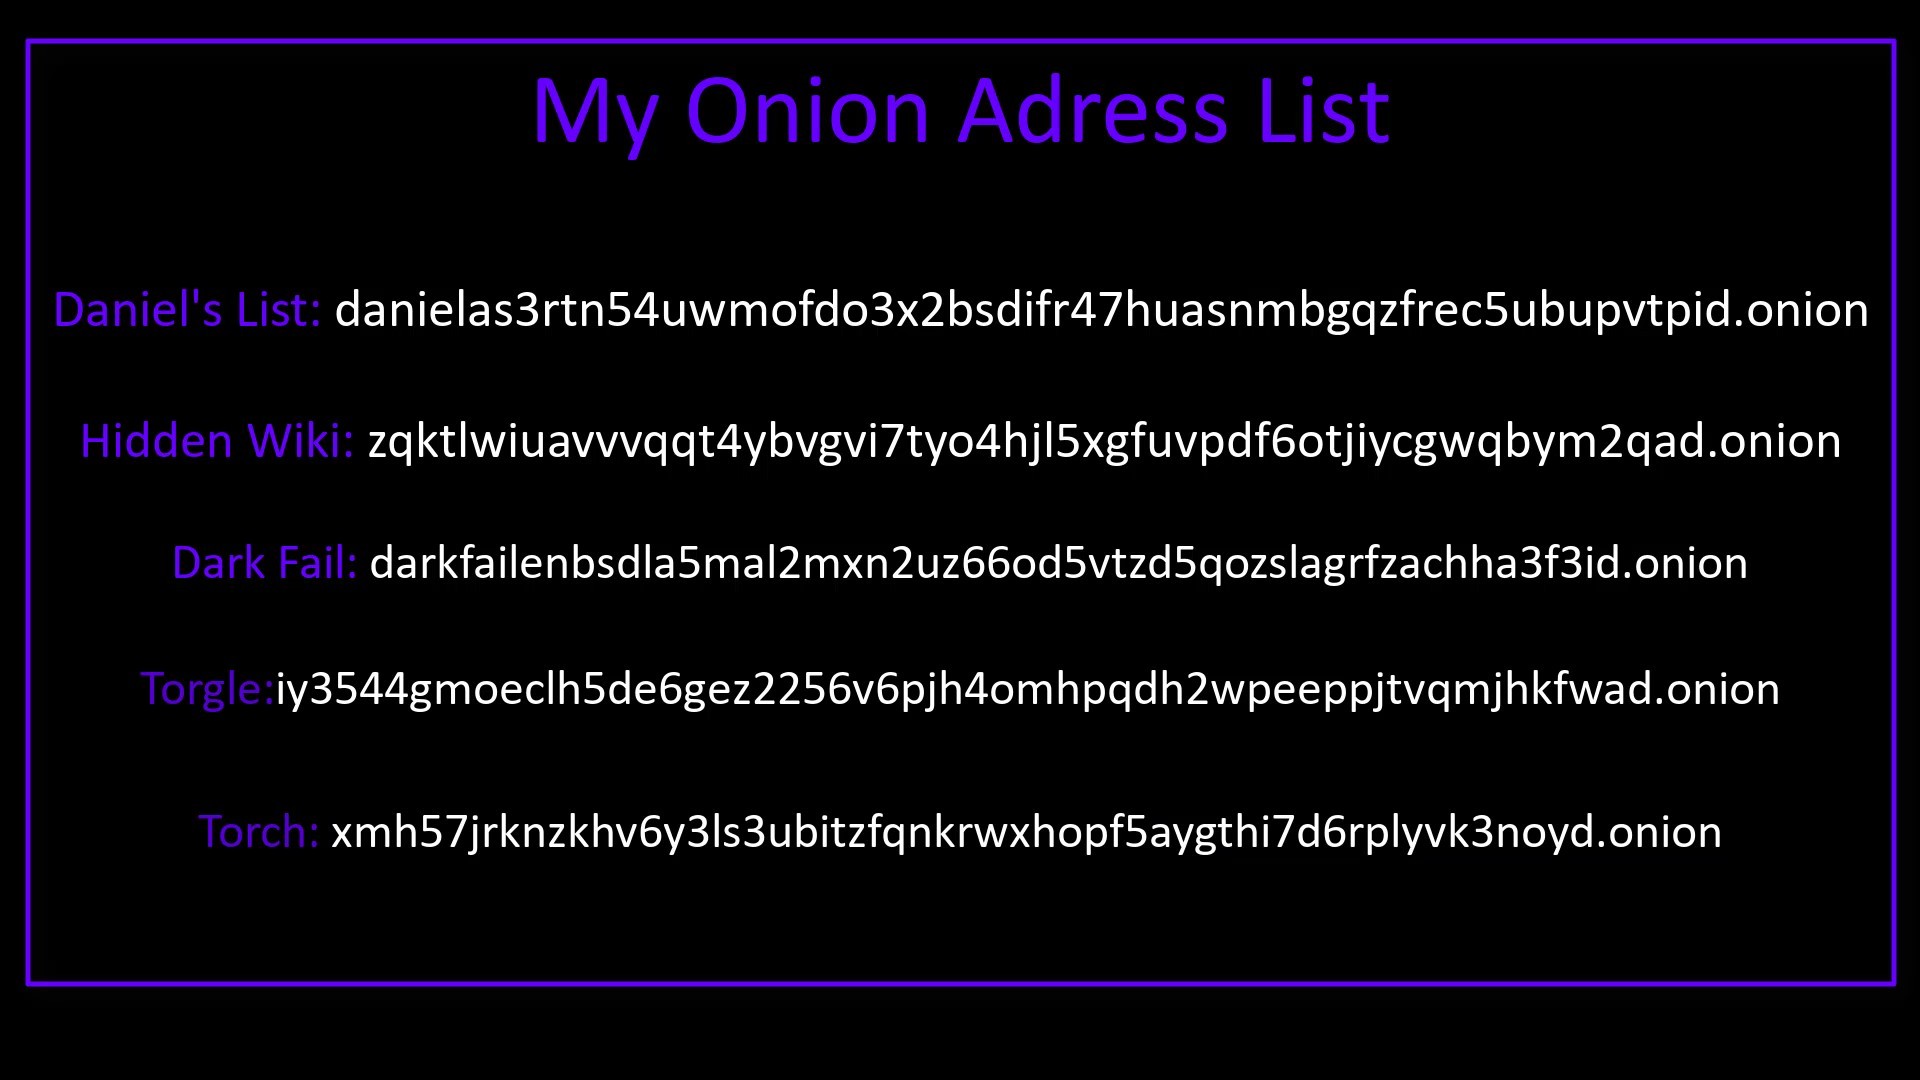 My Onion Adress List
Daniel's List: danielas3rtn54uwmofdo3x2bsdifr47huasnmbgqzfrec5ubupvtpid.onion
Hidden Wiki: zqktlwiuavvvqqt4ybvgvi7tyo4hjl5xgfuvpdf6otjiycgwqbym2qad.onion
Dark Fail: darkfailenbsdla5mal2mxn2uz66od5vtzd5qozslagrfzachha3f3id.onion
Torgle:iy3544gmoeclh5de6gez2256v6pjh4omhpqdh2wpeeppjtvqmjhkfwad.onion
Torch: xmh57jrknzkhv6y3ls3ubitzfqnkrwxhopf5aygthi7d6rplyvk3noyd.onion